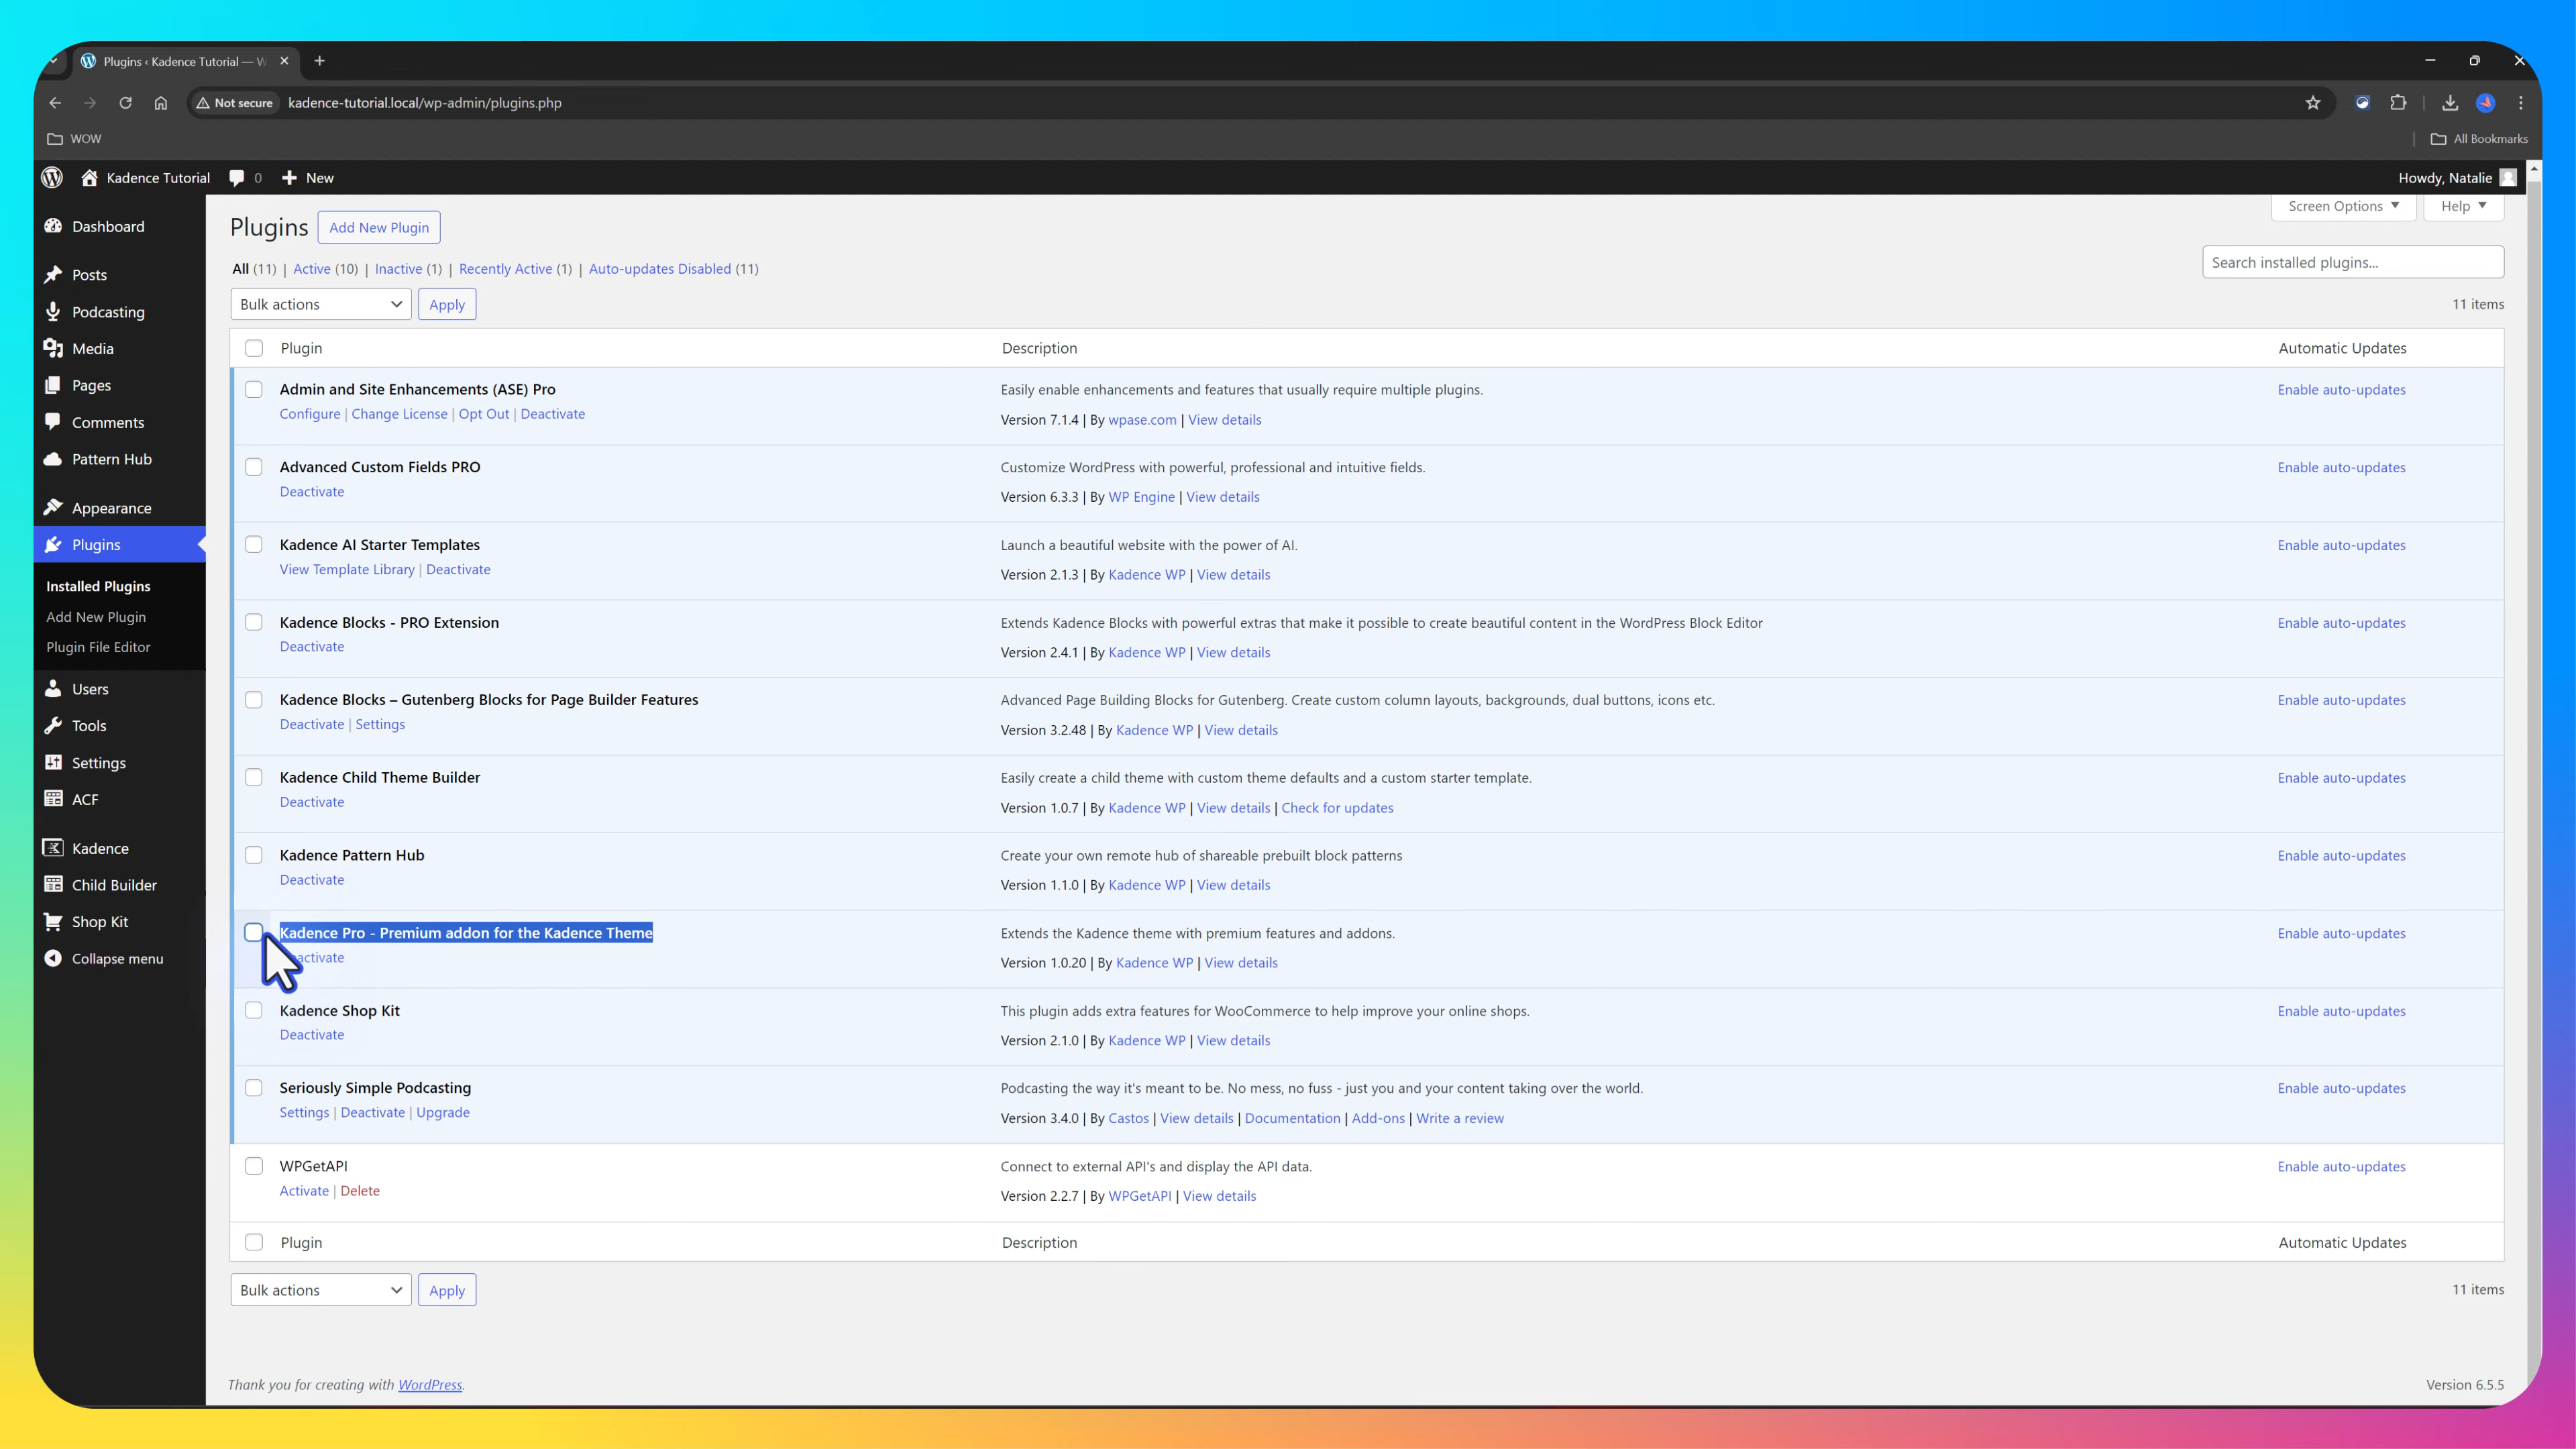 Plugins ‹ Kadence Tutorial — W
Not secure kadence-tutorial.local/wp-admin/plugins.php
WOW
All Bookmarks
Kadence Tutorial 0 New
Howdy, Natalie
Dashboard
Posts
Podcasting
Media
Pages
Comments
Pattern Hub
Appearance
Plugins
Installed Plugins
Add New Plugin
Plugin File Editor
Users
Tools
Settings
ACF
Kadence
Child Builder
Shop Kit
Collapse menu
Screen Options Help
Plugins Add New Plugin
All (11) | Active (10) | Inactive (1) | Recently Active (1) | Auto-updates Disabled (11)
Search installed plugins...
Bulk actions Apply
11 items
Plugin Description Automatic Updates
Admin and Site Enhancements (ASE) Pro Easily enable enhancements and features that usually require multiple plugins. Enable auto-updates
Configure | Change License | Opt Out | Deactivate
Version 7.1.4 | By wpase.com | View details
Advanced Custom Fields PRO Customize WordPress with powerful, professional and intuitive fields. Enable auto-updates
Deactivate
Version 6.3.3 | By WP Engine | View details
Kadence AI Starter Templates Launch a beautiful website with the power of AI. Enable auto-updates
View Template Library | Deactivate
Version 2.1.3 | By Kadence WP | View details
Kadence Blocks - PRO Extension Extends Kadence Blocks with powerful extras that make it possible to create beautiful content in the WordPress Block Editor Enable auto-updates
Deactivate
Version 2.4.1 | By Kadence WP | View details
Kadence Blocks – Gutenberg Blocks for Page Builder Features Advanced Page Building Blocks for Gutenberg. Create custom column layouts, backgrounds, dual buttons, icons etc. Enable auto-updates
Deactivate | Settings
Version 3.2.48 | By Kadence WP | View details
Kadence Child Theme Builder Easily create a child theme with custom theme defaults and a custom starter template. Enable auto-updates
Deactivate
Version 1.0.7 | By Kadence WP | View details | Check for updates
Kadence Pattern Hub Create your own remote hub of shareable prebuilt block patterns Enable auto-updates
Deactivate
Version 1.1.0 | By Kadence WP | View details
Kadence Pro - Premium addon for the Kadence Theme Extends the Kadence theme with premium features and addons. Enable auto-updates
activate
Version 1.0.20 | By Kadence WP | View details
Kadence Shop Kit This plugin adds extra features for WooCommerce to help improve your online shops. Enable auto-updates
Deactivate
Version 2.1.0 | By Kadence WP | View details
Seriously Simple Podcasting Podcasting the way it's meant to be. No mess, no fuss - just you and your content taking over the world. Enable auto-updates
Settings | Deactivate | Upgrade
Version 3.4.0 | By Castos | View details | Documentation | Add-ons | Write a review
WPGetAPI Connect to external API's and display the API data. Enable auto-updates
Activate | Delete
Version 2.2.7 | By WPGetAPI | View details
Plugin Description Automatic Updates
Bulk actions Apply
11 items
Thank you for creating with WordPress.
Version 6.5.5